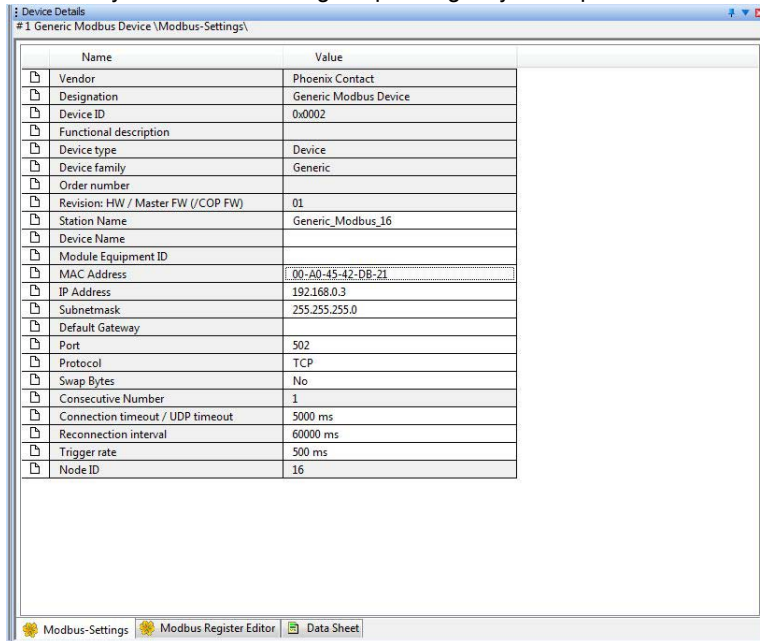 Device Details
#1 Generic Modbus Device\Modbus-Settings\
Name Value
Vendor Phoenix Contact
Designation Generic Modbus Device
Device ID 0x0002
Functional description
Device type Device
Device family Generic
Order number
Revision: HW / Master FW (/COP FW) 01
Station Name Generic_Modbus_16
Device Name
Module Equipment ID
MAC Address 00-A0-45-42-DB-21
IP Address 192.168.0.3
Subnetmask 255.255.255.0
Default Gateway
Port 502
Protocol TCP
Swap Bytes No
Consecutive Number 1
Connection timeout / UDP timeout 5000 ms
Reconnection interval 60000 ms
Trigger rate 500 ms
Node ID 16
Modbus-Settings Modbus Register Editor Data Sheet